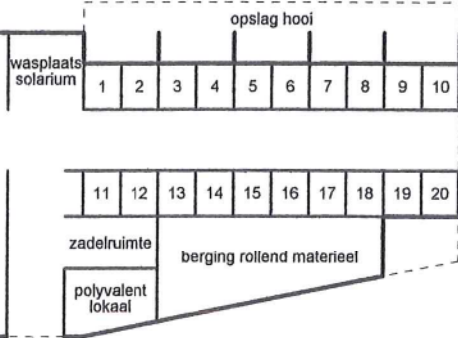 opslag hooi
wasplaats
solarium
1 2 3 4 5 6 7 8 9 10
11 12 13 14 15 16 17 18 19 20
zadelruimte
berging rollend materieel
polyvalent
lokaal